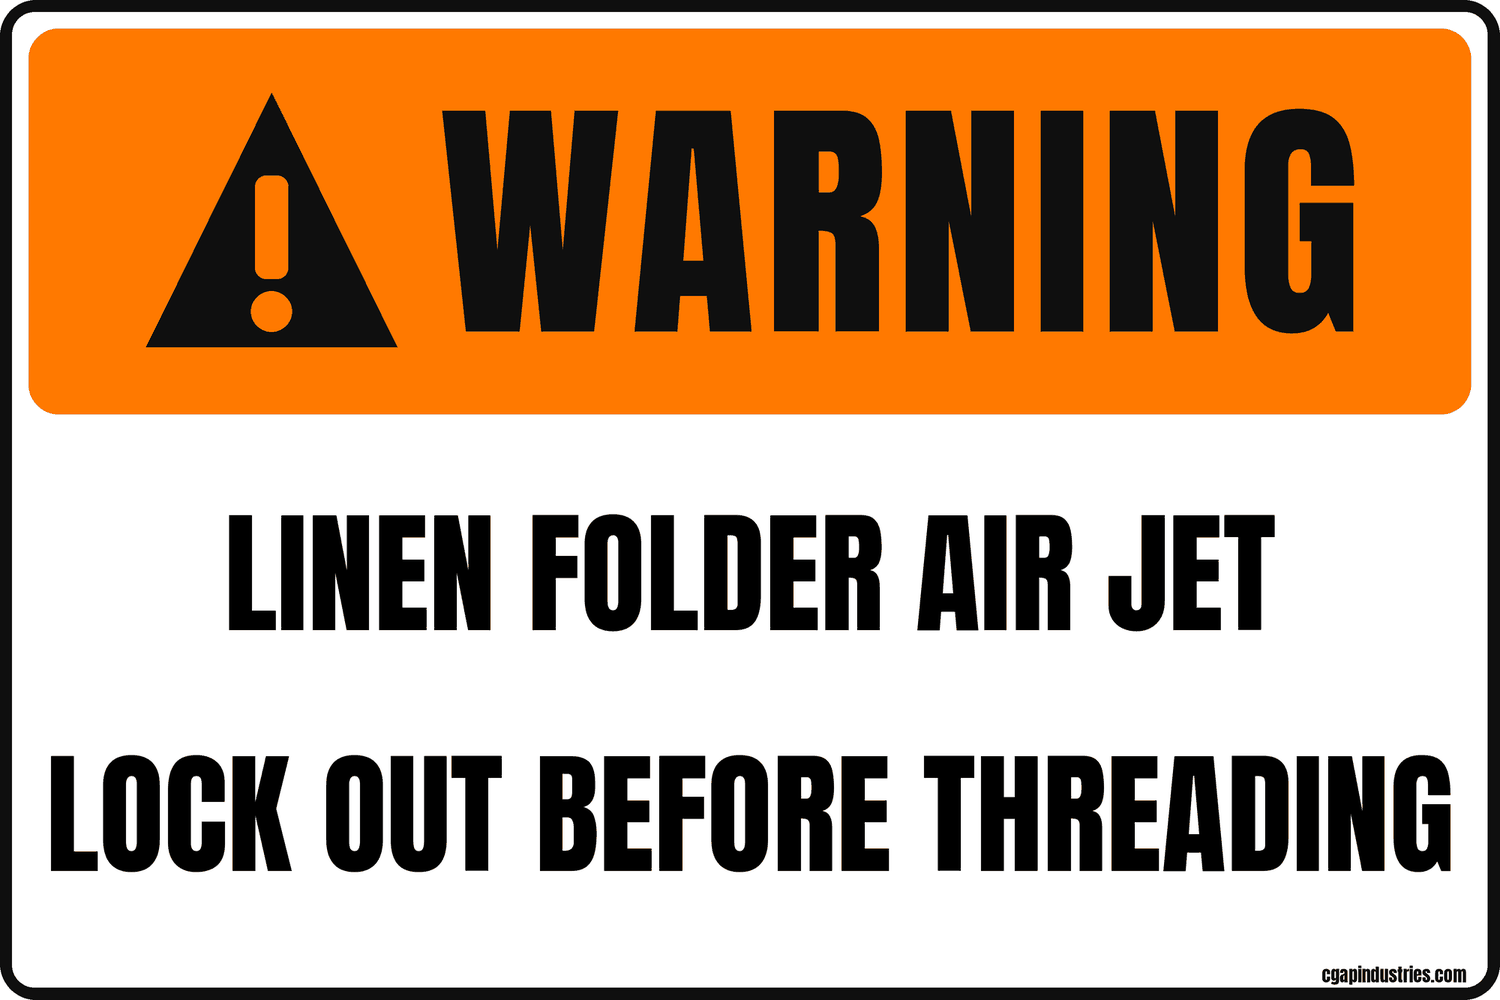 WARNING
LINEN FOLDER AIR JET
LOCK OUT BEFORE THREADING
cgapindustries.com